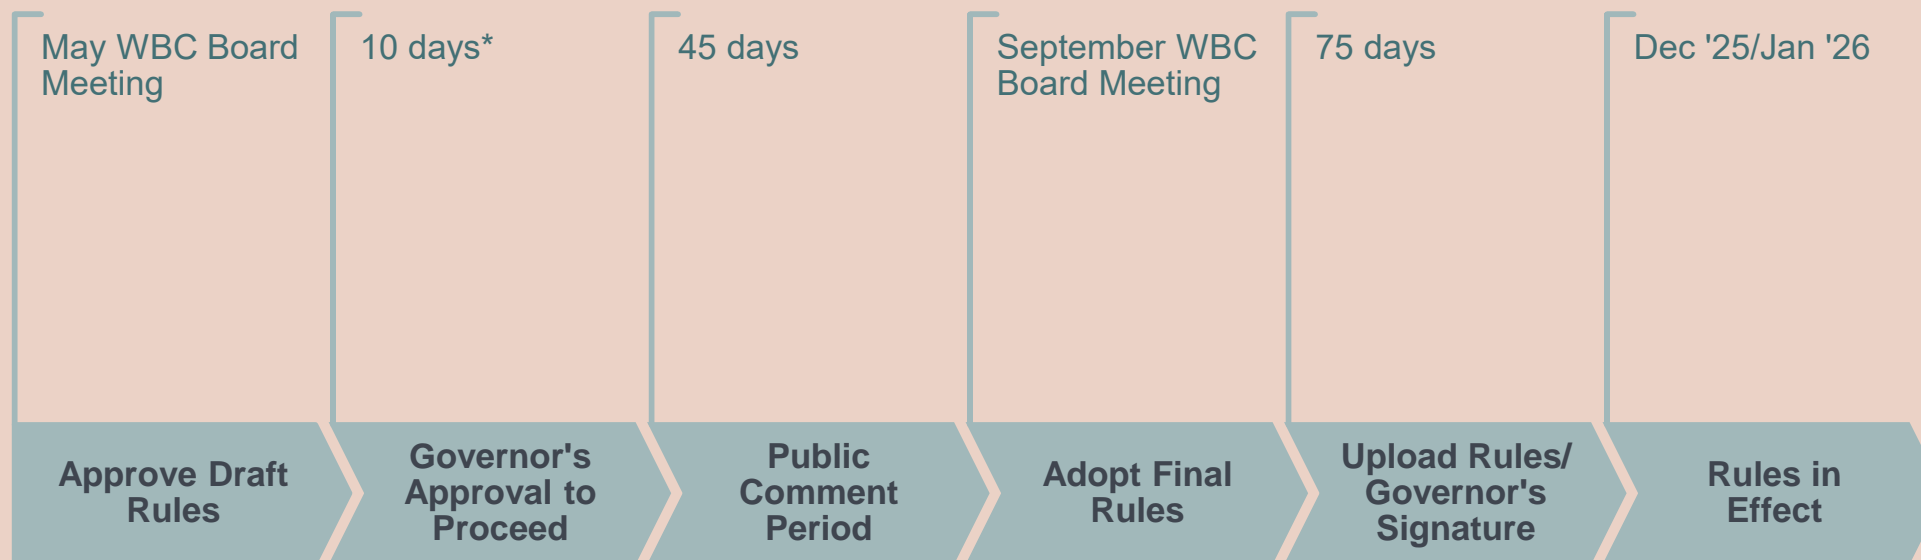 May WBC Board
Meeting
10 days*
45 days
September WBC
Board Meeting
75 days
Dec '25/Jan '26
Approve Draft
Rules
Governor's
Approval to
Proceed
Public
Comment
Period
Adopt Final
Rules
Upload Rules/
Governor's
Signature
Rules in
Effect